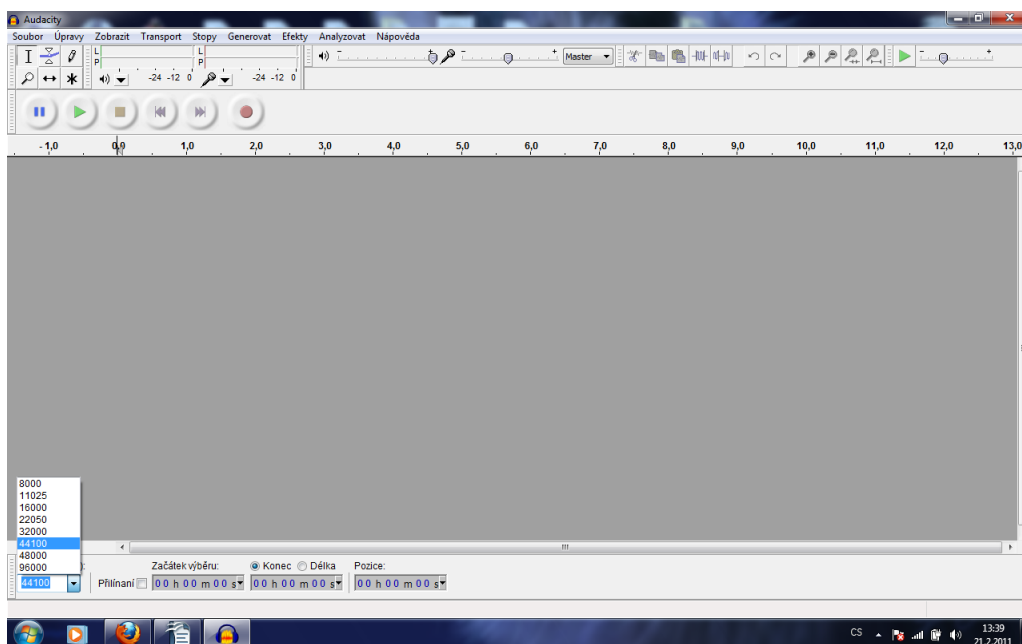 Audacity
Soubor Úpravy Zobrazit Transport Stopy Generovat Efekty Analyzovat Nápověda
L
P
L
P
Master
-24 -12 0
-24 -12 0
- 1,0 0,0 1,0 2,0 3,0 4,0 5,0 6,0 7,0 8,0 9,0 10,0 11,0 12,0 13,0
8000
11025
16000
22050
32000
44100
48000
96000
Začátek výběru: Konec Délka Pozice:
44100 Přilínaní 00 h 00 m 00 s 00 h 00 m 00 s 00 h 00 m 00 s
CS 13:39
21.2.2011